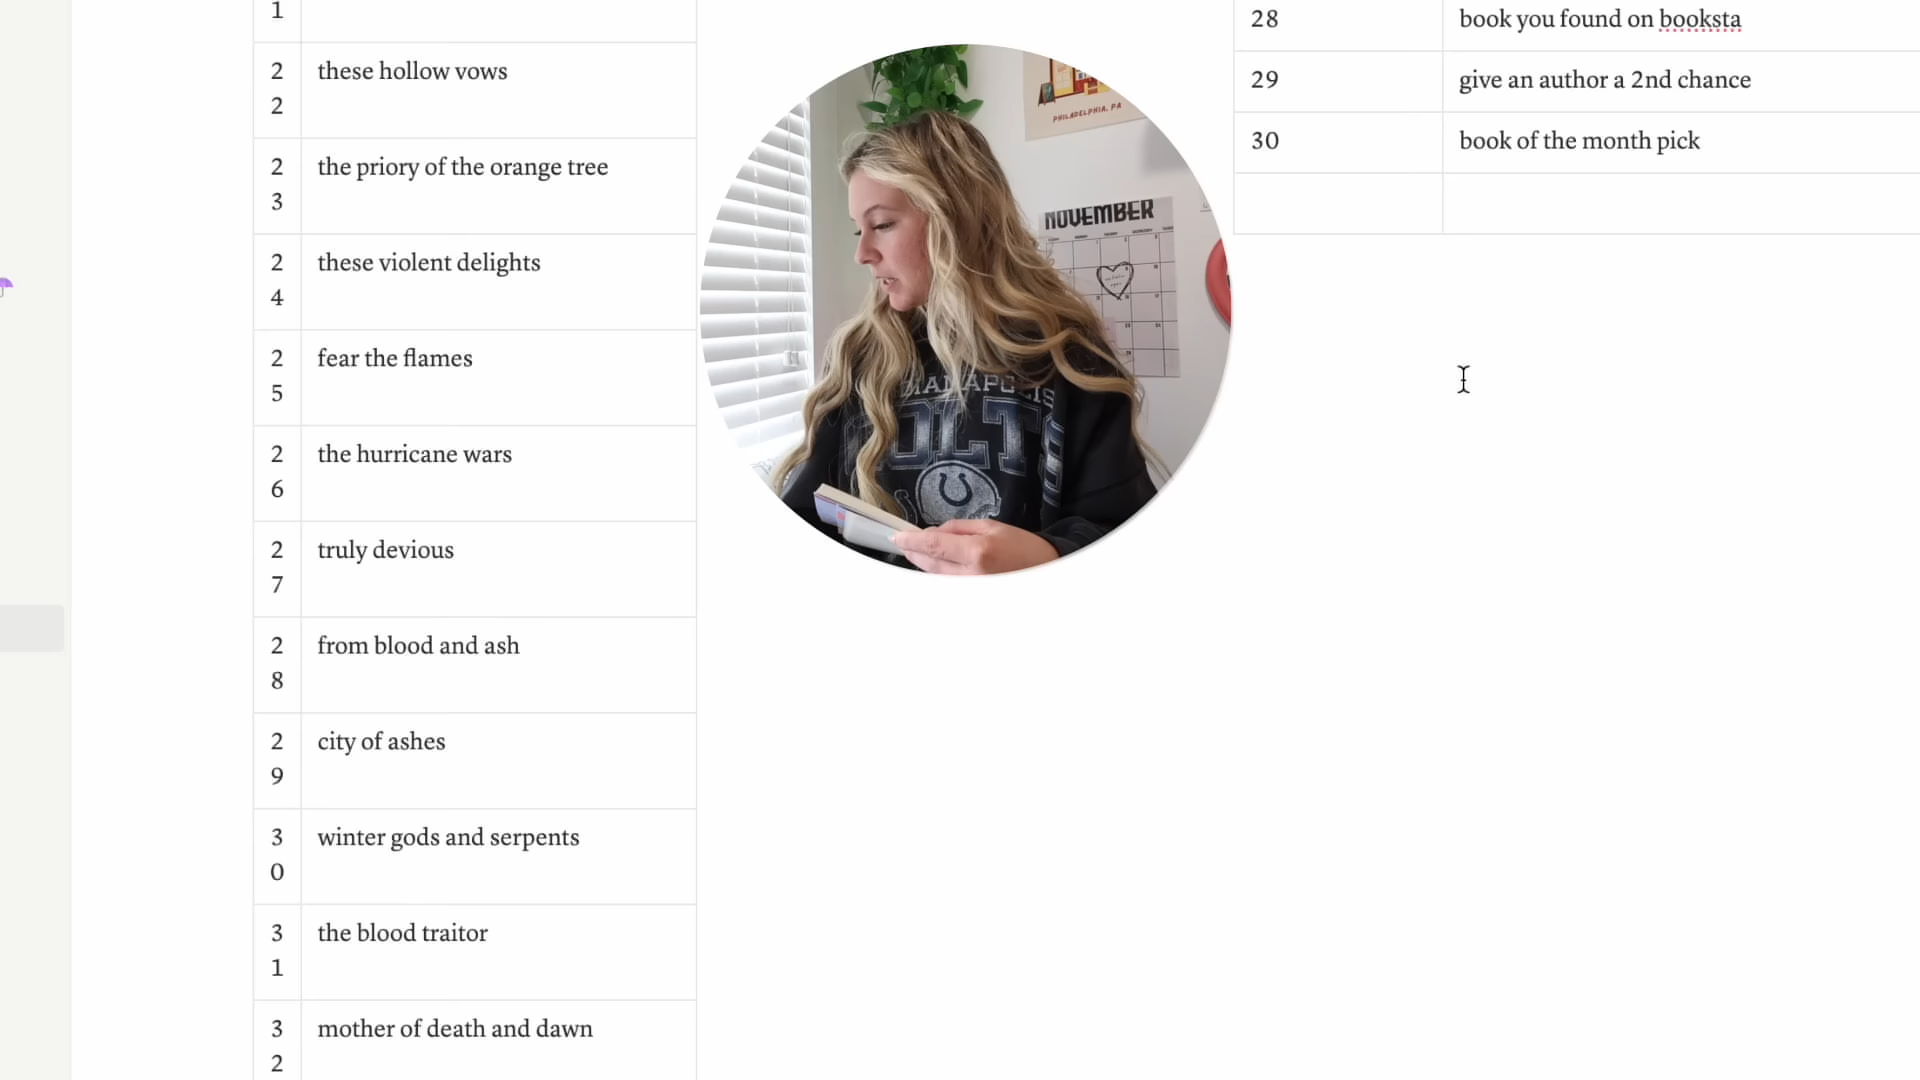 1
2
2
these hollow vows
2
3
the priory of the orange tree
2
4
these violent delights
2
5
fear the flames
2
6
the hurricane wars
2
7
truly devious
2
8
from blood and ash
2
9
city of ashes
3
0
winter gods and serpents
3
1
the blood traitor
3
2
mother of death and dawn
PHILADELPHIA, PA
NOVEMBER
COLTS
28
book you found on booksta
29
give an author a 2nd chance
30
book of the month pick